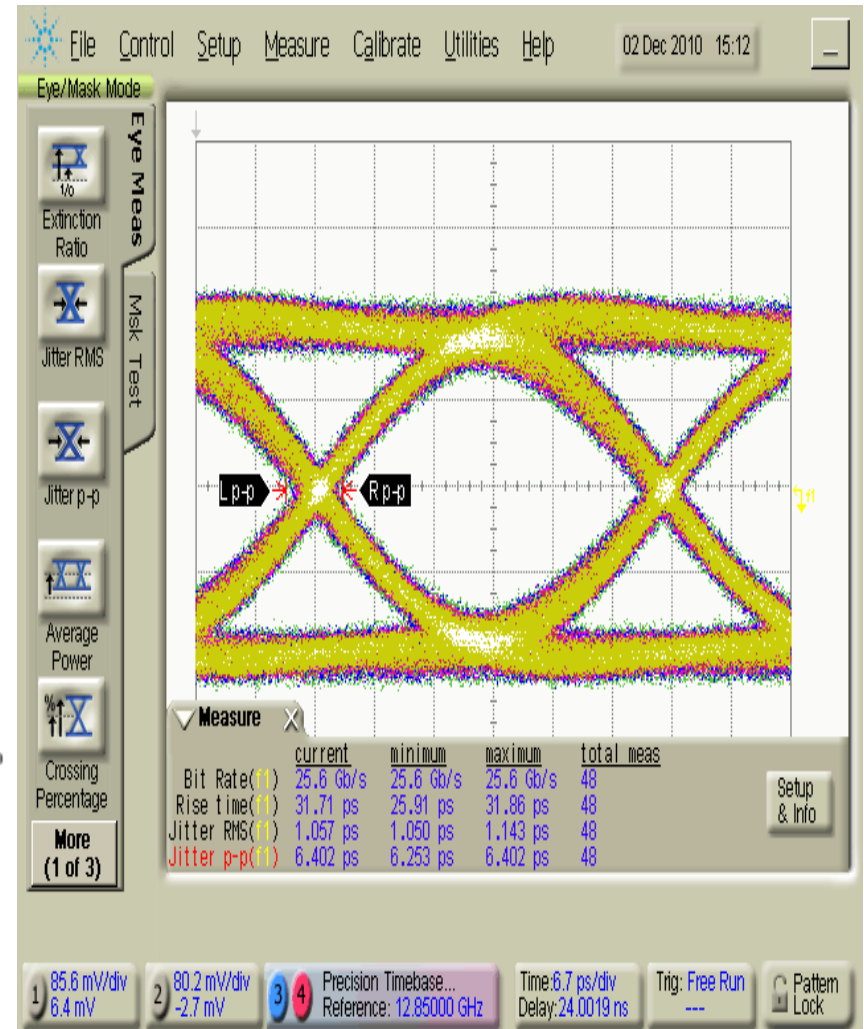 File Control Setup Measure Calibrate Utilities Help 02 Dec 2010 15:12
Eye/Mask Mode
Eye Meas
Msk Test
1/0
Extinction
Ratio
Jitter RMS
Jitter p-p
Average
Power
%
Crossing
Percentage
More
(1 of 3)
L p-p R p-p
f1
Measure X
current minimum maximum total meas
Bit Rate(f1) 25.6 Gb/s 25.6 Gb/s 25.6 Gb/s 48
Rise time(f1) 31.71 ps 25.91 ps 31.86 ps 48
Jitter RMS(f1) 1.057 ps 1.050 ps 1.143 ps 48
Jitter p-p(f1) 6.402 ps 6.253 ps 6.402 ps 48
Setup
& Info
1 85.6 mV/div
6.4 mV
2 80.2 mV/div
-2.7 mV
3 4 Precision Timebase...
Reference: 12.85000 GHz
Time:6.7 ps/div
Delay:24.0019 ns
Trig: Free Run
---
Pattern
Lock